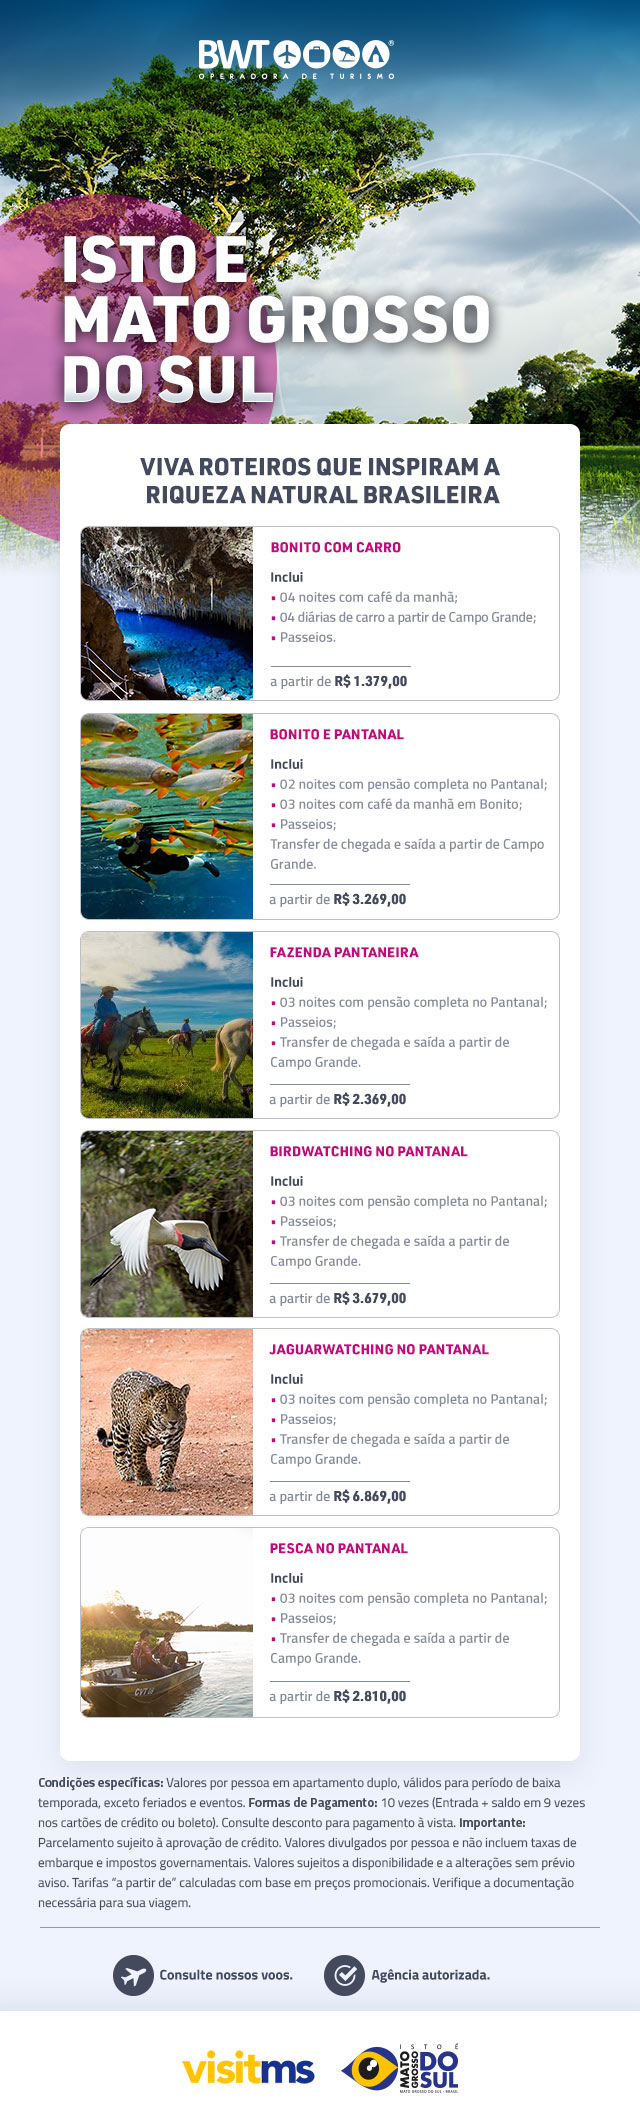 BWT
OPERADORA DE TURISMO
ISTO É
MATO GROSSO
DO SUL
VIVA ROTEIROS QUE INSPIRAM A
RIQUEZA NATURAL BRASILEIRA
BONITO COM CARRO
Inclui
• 04 noites com café da manhã;
• 04 diárias de carro a partir de Campo Grande;
• Passeios.
a partir de R$ 1.379,00
BONITO E PANTANAL
Inclui
• 02 noites com pensão completa no Pantanal;
• 03 noites com café da manhã em Bonito;
• Passeios;
Transfer de chegada e saída a partir de Campo
Grande.
a partir de R$ 3.269,00
FAZENDA PANTANEIRA
Inclui
• 03 noites com pensão completa no Pantanal;
• Passeios;
• Transfer de chegada e saída a partir de
Campo Grande.
a partir de R$ 2.369,00
BIRDWATCHING NO PANTANAL
Inclui
• 03 noites com pensão completa no Pantanal;
• Passeios;
• Transfer de chegada e saída a partir de
Campo Grande.
a partir de R$ 3.679,00
JAGUARWATCHING NO PANTANAL
Inclui
• 03 noites com pensão completa no Pantanal;
• Passeios;
• Transfer de chegada e saída a partir de
Campo Grande.
a partir de R$ 6.869,00
CVT 08
PESCA NO PANTANAL
Inclui
• 03 noites com pensão completa no Pantanal;
• Passeios;
• Transfer de chegada e saída a partir de
Campo Grande.
a partir de R$ 2.810,00
Condições específicas: Valores por pessoa em apartamento duplo, válidos para período de baixa
temporada, exceto feriados e eventos. Formas de Pagamento: 10 vezes (Entrada + saldo em 9 vezes
nos cartões de crédito ou boleto). Consulte desconto para pagamento à vista. Importante:
Parcelamento sujeito à aprovação de crédito. Valores divulgados por pessoa e não incluem taxas de
embarque e impostos governamentais. Valores sujeitos a disponibilidade e a alterações sem prévio
aviso. Tarifas “a partir de” calculadas com base em preços promocionais. Verifique a documentação
necessária para sua viagem.
Consulte nossos voos.
Agência autorizada.
visitms
ISTO É
MATO
GROSSO
DO
SUL
MATO GROSSO DO SUL - BRASIL